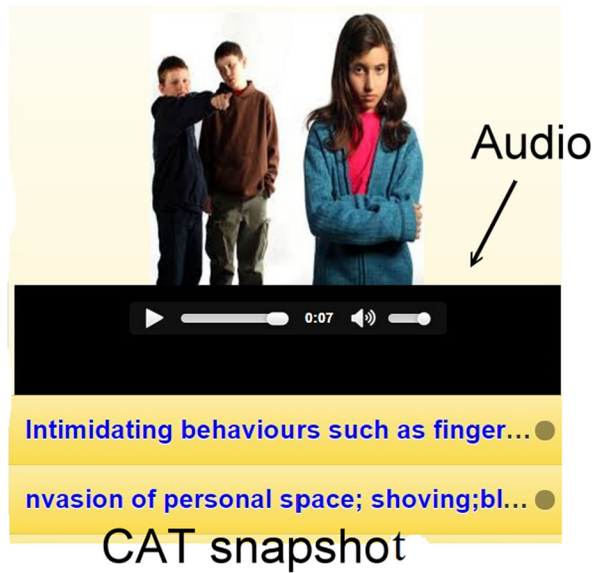 Audio
0:07
Intimidating behaviours such as finger...
nvasion of personal space; shoving;bl...
CAT snapshot